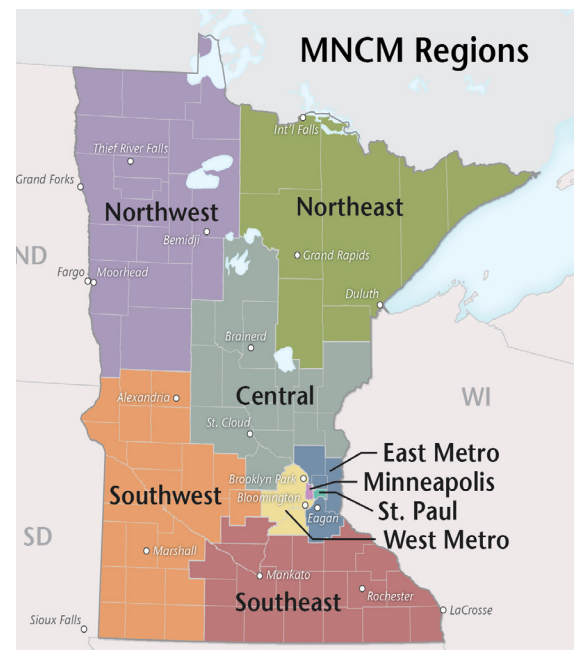 MNCM Regions
Int'l Falls
Thief River Falls
Grand Forks
Northwest
Northeast
Bemidji
ND
Grand Rapids
Fargo
Moorhead
Duluth
Brainerd
Central
WI
Alexandria
St. Cloud
East Metro
Brooklyn Park
Minneapolis
Southwest
Bloomington
St. Paul
Eagan
West Metro
SD
Marshall
Mankato
Southeast
Rochester
LaCrosse
Sioux Falls